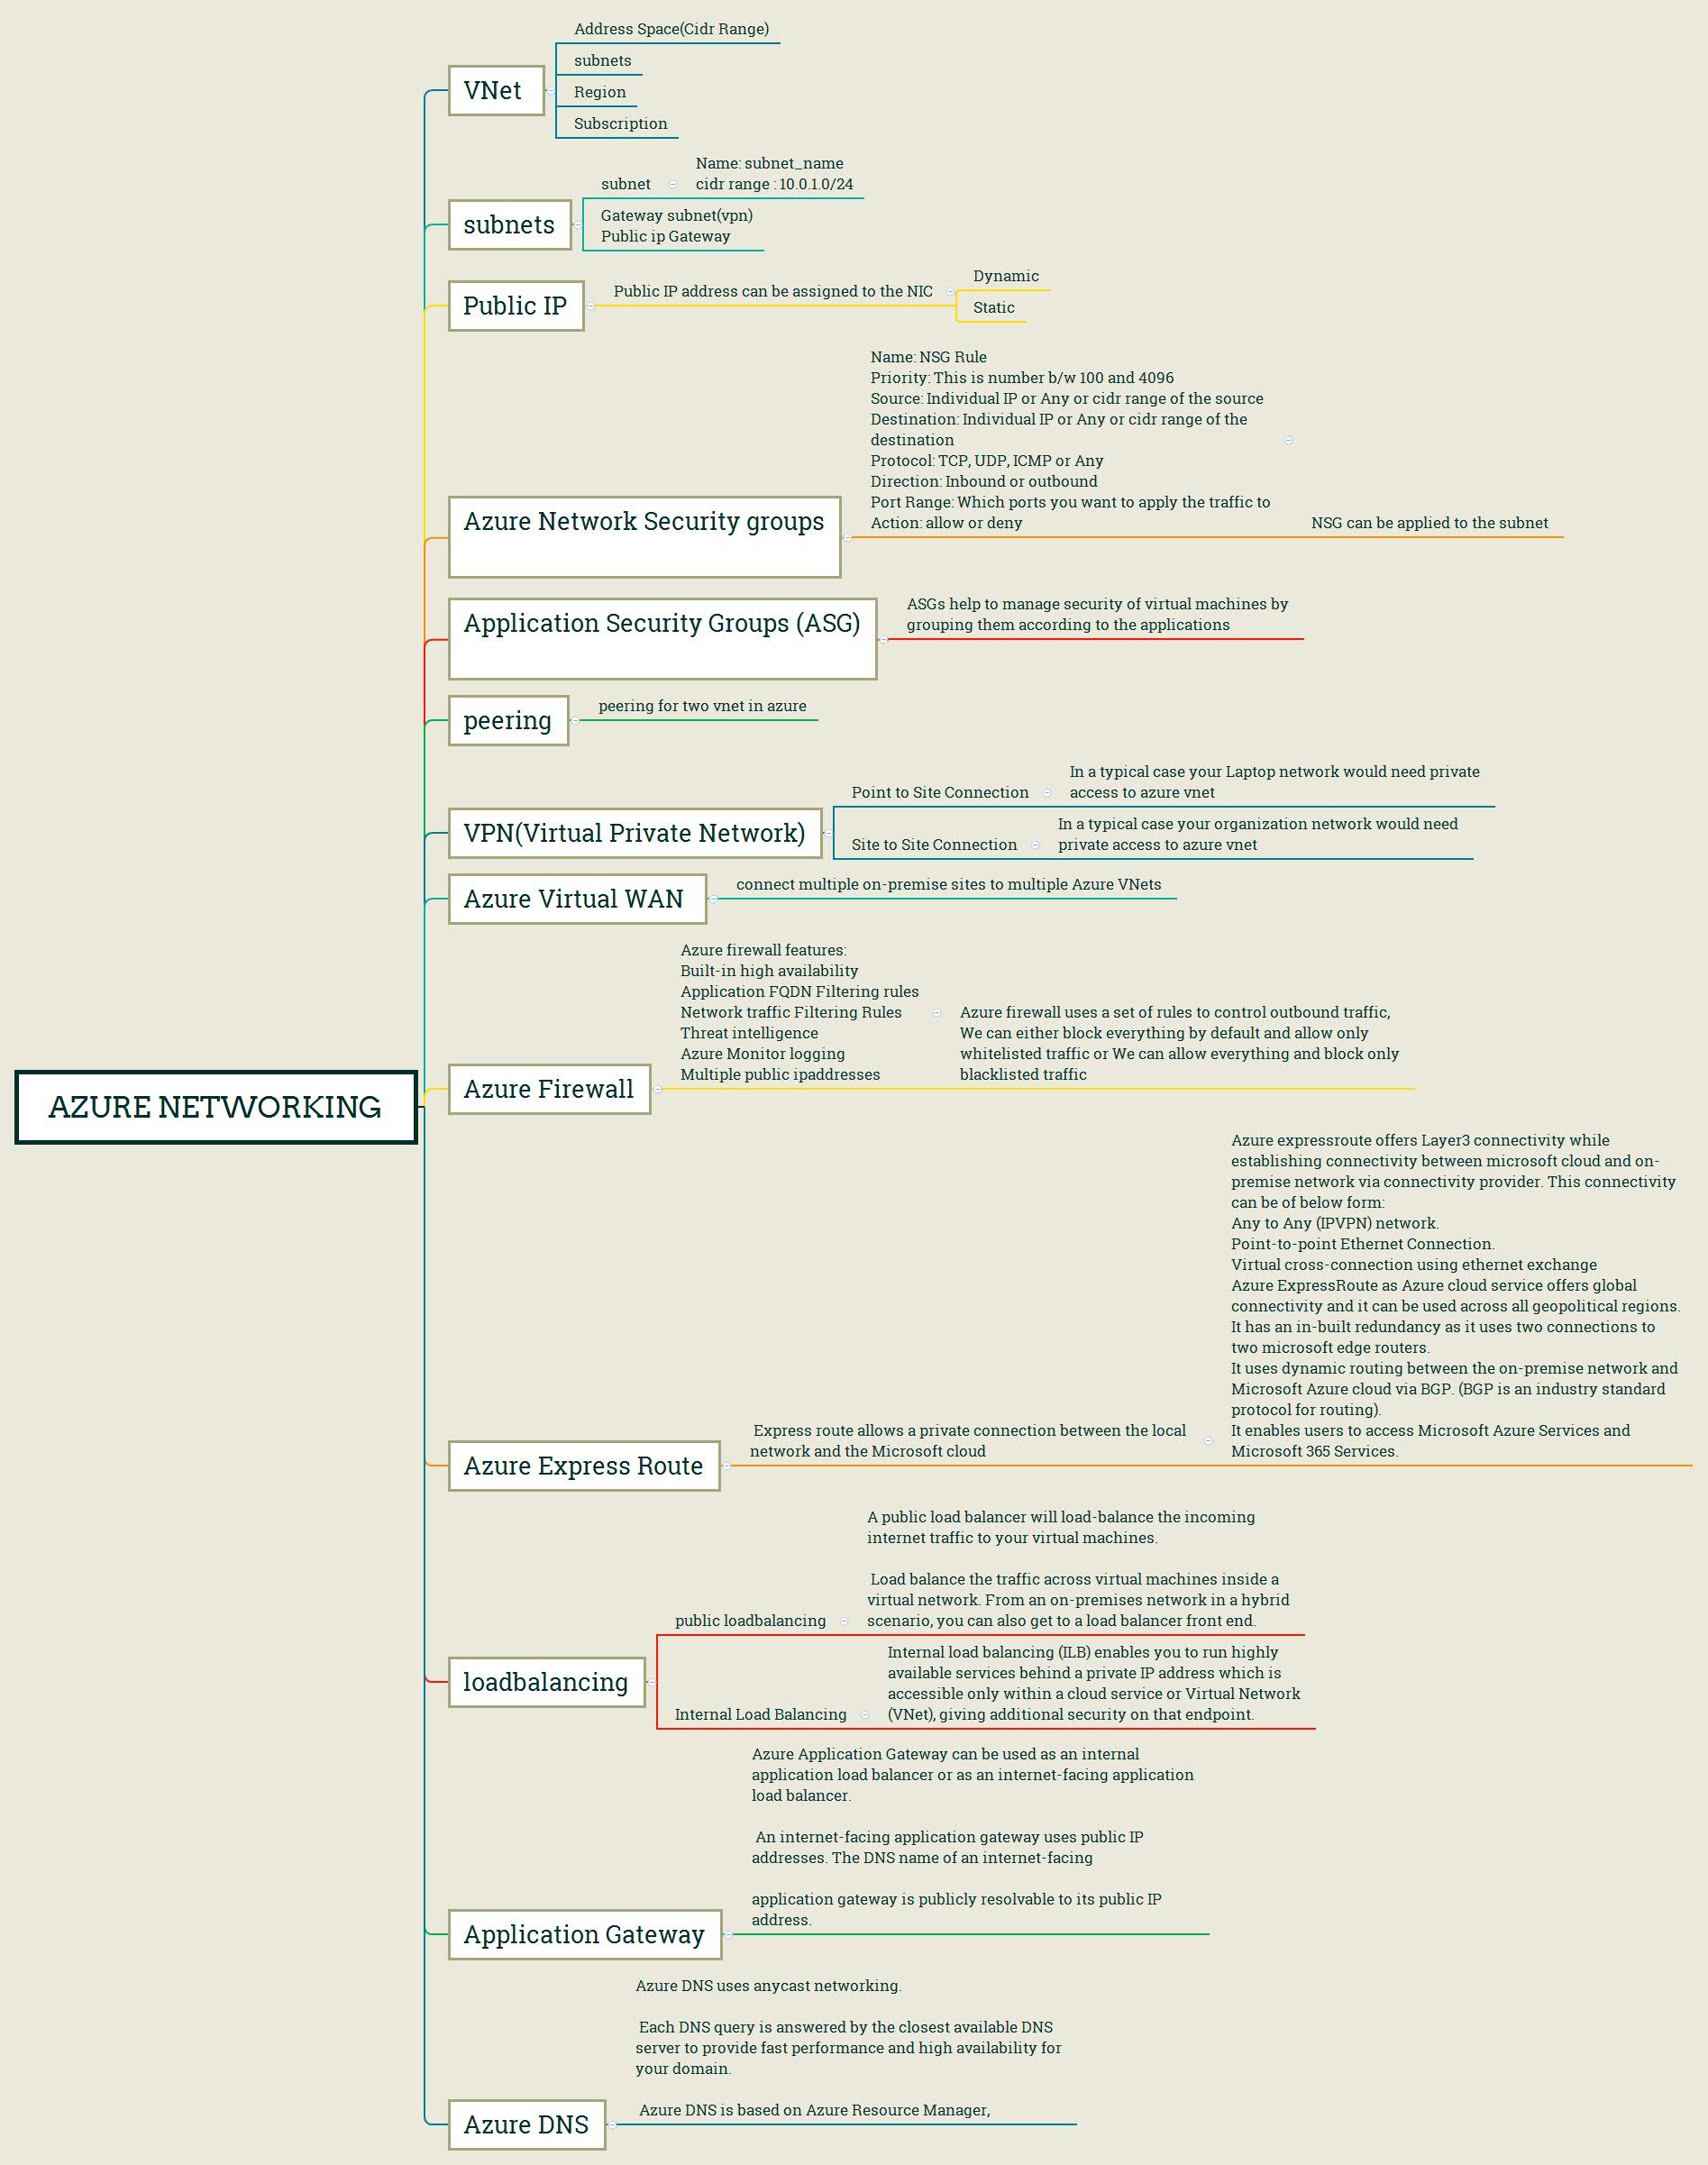 AZURE NETWORKING
VNet
Address Space(Cidr Range)
subnets
Region
Subscription
subnets
subnet
Name: subnet_name
cidr range : 10.0.1.0/24
Gateway subnet(vpn)
Public ip Gateway
Public IP
Public IP address can be assigned to the NIC
Dynamic
Static
Azure Network Security groups
Name: NSG Rule
Priority: This is number b/w 100 and 4096
Source: Individual IP or Any or cidr range of the source
Destination: Individual IP or Any or cidr range of the
destination
Protocol: TCP, UDP, ICMP or Any
Direction: Inbound or outbound
Port Range: Which ports you want to apply the traffic to
Action: allow or deny
NSG can be applied to the subnet
Application Security Groups (ASG)
ASGs help to manage security of virtual machines by
grouping them according to the applications
peering
peering for two vnet in azure
VPN(Virtual Private Network)
Point to Site Connection
In a typical case your Laptop network would need private
access to azure vnet
Site to Site Connection
In a typical case your organization network would need
private access to azure vnet
Azure Virtual WAN
connect multiple on-premise sites to multiple Azure VNets
Azure Firewall
Azure firewall features:
Built-in high availability
Application FQDN Filtering rules
Network traffic Filtering Rules
Threat intelligence
Azure Monitor logging
Multiple public ipaddresses
Azure firewall uses a set of rules to control outbound traffic,
We can either block everything by default and allow only
whitelisted traffic or We can allow everything and block only
blacklisted traffic
Azure Express Route
Express route allows a private connection between the local
network and the Microsoft cloud
Azure expressroute offers Layer3 connectivity while
establishing connectivity between microsoft cloud and on-
premise network via connectivity provider. This connectivity
can be of below form:
Any to Any (IPVPN) network.
Point-to-point Ethernet Connection.
Virtual cross-connection using ethernet exchange
Azure ExpressRoute as Azure cloud service offers global
connectivity and it can be used across all geopolitical regions.
It has an in-built redundancy as it uses two connections to
two microsoft edge routers.
It uses dynamic routing between the on-premise network and
Microsoft Azure cloud via BGP. (BGP is an industry standard
protocol for routing).
It enables users to access Microsoft Azure Services and
Microsoft 365 Services.
loadbalancing
public loadbalancing
A public load balancer will load-balance the incoming
internet traffic to your virtual machines.
Load balance the traffic across virtual machines inside a
virtual network. From an on-premises network in a hybrid
scenario, you can also get to a load balancer front end.
Internal Load Balancing
Internal load balancing (ILB) enables you to run highly
available services behind a private IP address which is
accessible only within a cloud service or Virtual Network
(VNet), giving additional security on that endpoint.
Application Gateway
Azure Application Gateway can be used as an internal
application load balancer or as an internet-facing application
load balancer.
An internet-facing application gateway uses public IP
addresses. The DNS name of an internet-facing
application gateway is publicly resolvable to its public IP
address.
Azure DNS
Azure DNS uses anycast networking.
Each DNS query is answered by the closest available DNS
server to provide fast performance and high availability for
your domain.
Azure DNS is based on Azure Resource Manager,